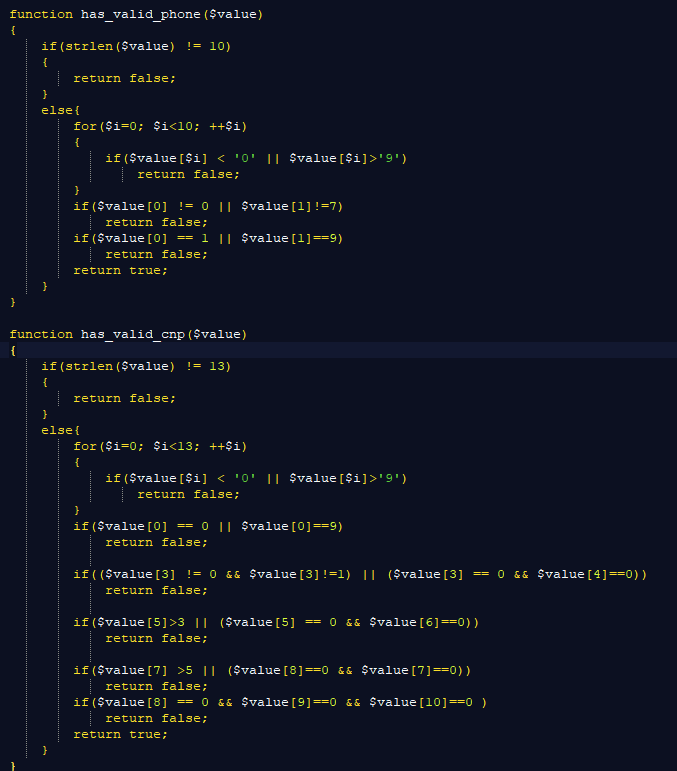 function has_valid_phone($value)
{
if(strlen($value) != 10)
{
return false;
}
else{
for($i=0; $i<10; ++$i)
{
if($value[$i] < '0' || $value[$i]>'9')
return false;
}
if($value[0] != 0 || $value[1]!=7)
return false;
if($value[0] == 1 || $value[1]==9)
return false;
return true;
}
}
function has_valid_cnp($value)
{
if(strlen($value) != 13)
{
return false;
}
else{
for($i=0; $i<13; ++$i)
{
if($value[$i] < '0' || $value[$i]>'9')
return false;
}
if($value[0] == 0 || $value[0]==9)
return false;
if(($value[3] != 0 && $value[3]!=1) || ($value[3] == 0 && $value[4]==0))
return false;
if($value[5]>3 || ($value[5] == 0 && $value[6]==0))
return false;
if($value[7] >5 || ($value[8]==0 && $value[7]==0))
return false;
if($value[8] == 0 && $value[9]==0 && $value[10]==0 )
return false;
return true;
}
}